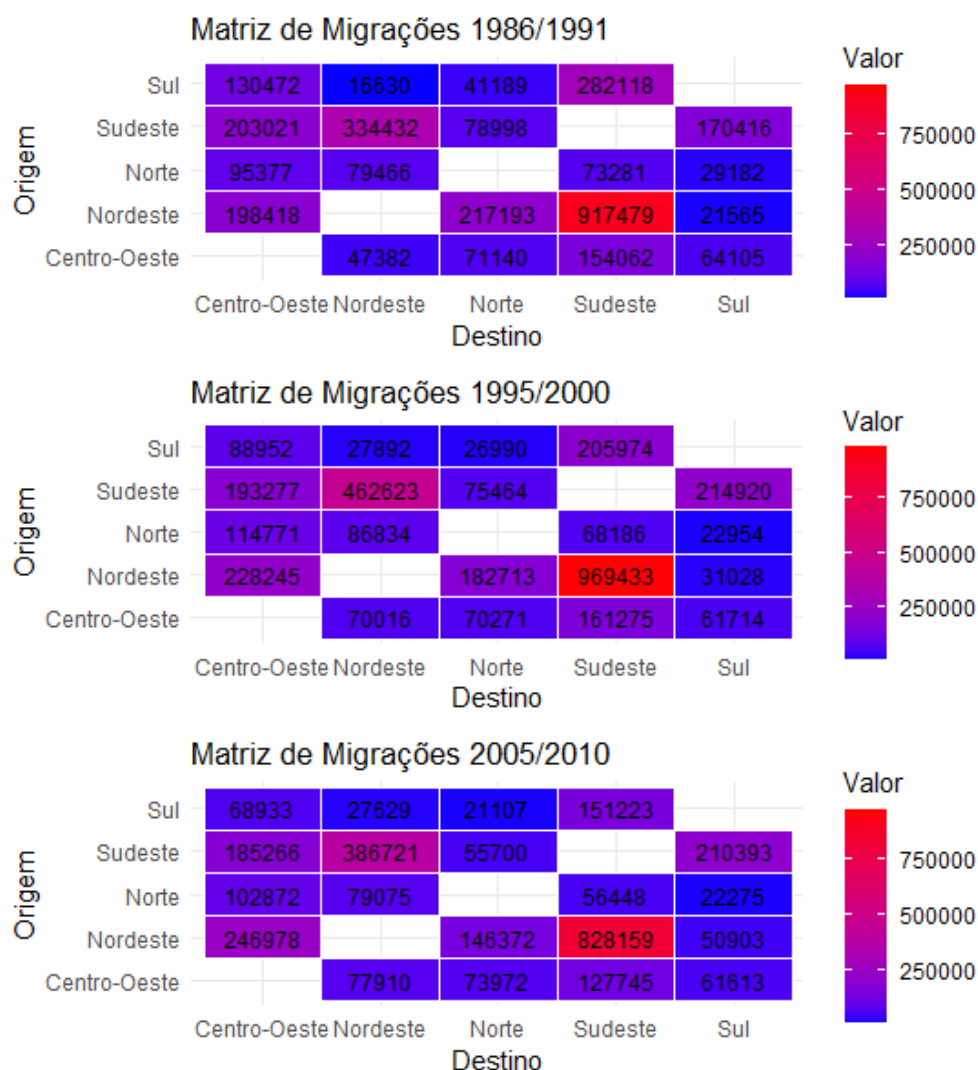 Matriz de Migrações 1986/1991
Valor
Origem
Sul 130472 16630 41189 282118
Sudeste 203021 334432 78998 170416
Norte 95377 79466 73281 29182
Nordeste 198418 217193 917479 21565
Centro-Oeste 47382 71140 154062 64105
750000
500000
250000
Centro-Oeste Nordeste Norte Sudeste Sul
Destino
Matriz de Migrações 1995/2000
Valor
Origem
Sul 88952 27892 26990 205974
Sudeste 193277 462623 75464 214920
Norte 114771 86834 68186 22954
Nordeste 228245 182713 969433 31028
Centro-Oeste 70016 70271 161275 61714
750000
500000
250000
Centro-Oeste Nordeste Norte Sudeste Sul
Destino
Matriz de Migrações 2005/2010
Valor
Origem
Sul 68933 27629 21107 151223
Sudeste 185266 386721 55700 210393
Norte 102872 79075 56448 22275
Nordeste 246978 146372 828159 50903
Centro-Oeste 77910 73972 127745 61613
750000
500000
250000
Centro-Oeste Nordeste Norte Sudeste Sul
Destino